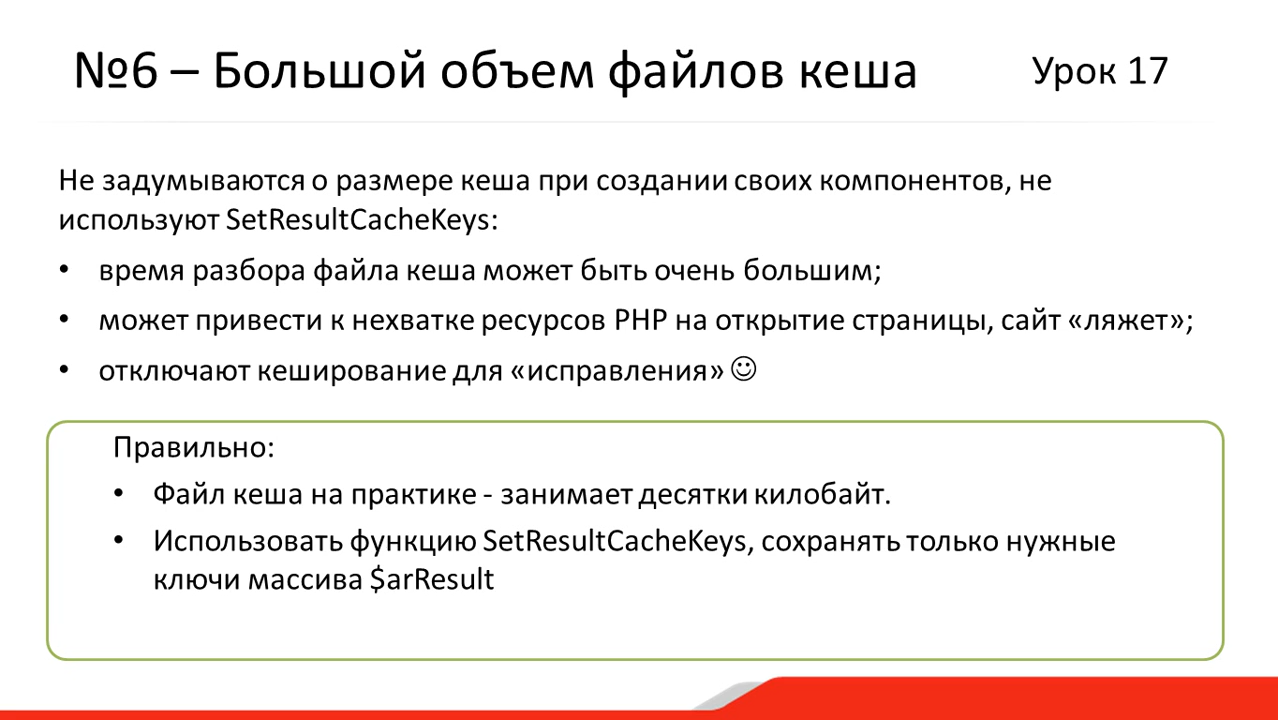 №6 – Большой объем файлов кеша
Урок 17
Не задумываются о размере кеша при создании своих компонентов, не
используют SetResultCacheKeys:
• время разбора файла кеша может быть очень большим;
• может привести к нехватке ресурсов PHP на открытие страницы, сайт «ляжет»;
• отключают кеширование для «исправления» ☺
Правильно:
• Файл кеша на практике - занимает десятки килобайт.
• Использовать функцию SetResultCacheKeys, сохранять только нужные
ключи массива $arResult